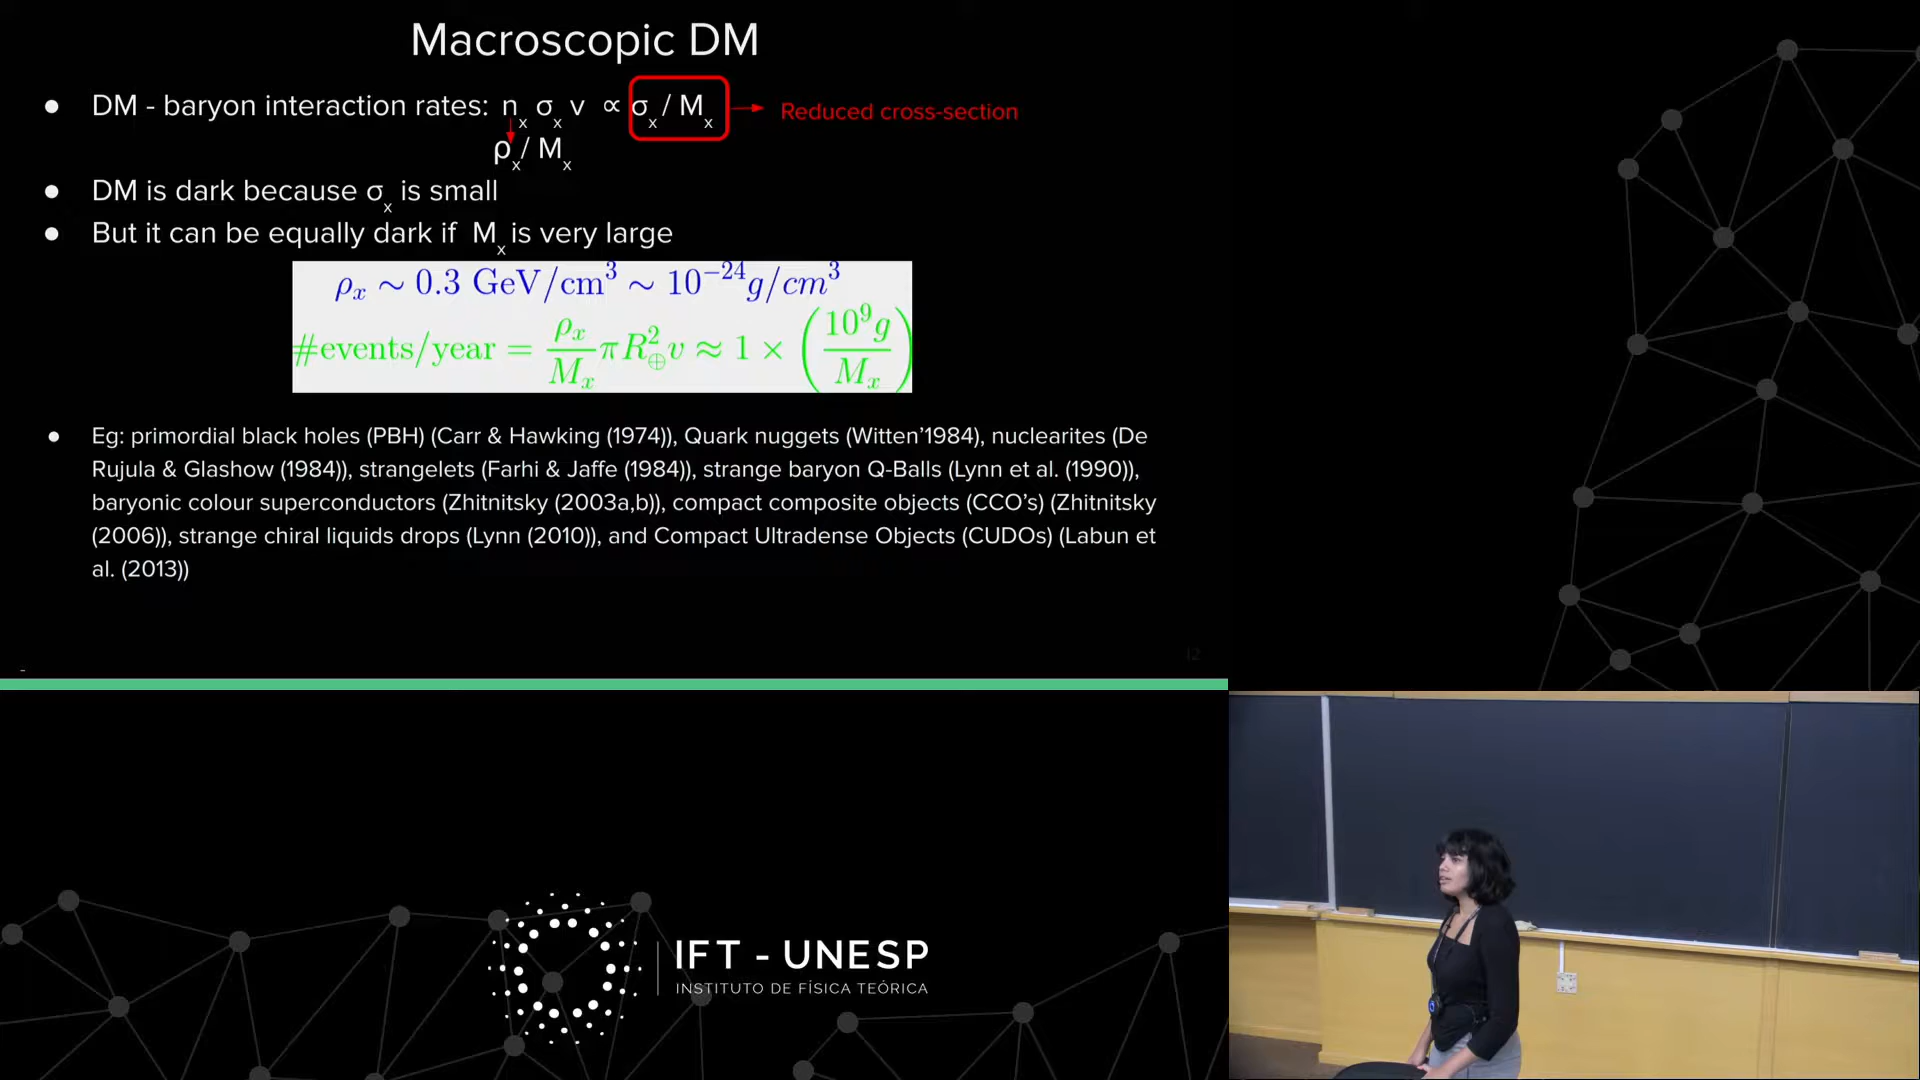 Macroscopic DM
● DM - baryon interaction rates: nₓ σₓ v ∝ σₓ / Mₓ → Reduced cross-section
ρₓ / Mₓ
● DM is dark because σₓ is small
● But it can be equally dark if Mₓ is very large
ρₓ ∼ 0.3 GeV/cm³ ∼ 10⁻²⁴g/cm³
#events/year = ρₓ/Mₓ πR⊕² v ≈ 1 × (10⁹g/Mₓ)
● Eg: primordial black holes (PBH) (Carr & Hawking (1974)), Quark nuggets (Witten’1984), nuclearites (De
Rujula & Glashow (1984)), strangelets (Farhi & Jaffe (1984)), strange baryon Q-Balls (Lynn et al. (1990)),
baryonic colour superconductors (Zhitnitsky (2003a,b)), compact composite objects (CCO’s) (Zhitnitsky
(2006)), strange chiral liquids drops (Lynn (2010)), and Compact Ultradense Objects (CUDOs) (Labun et
al. (2013))
12
-
IFT - UNESP
INSTITUTO DE FÍSICA TEÓRICA